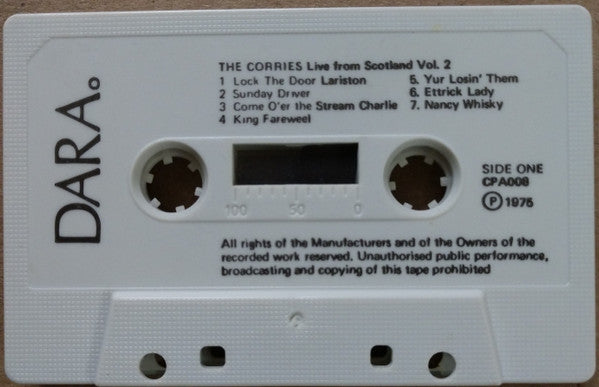 DARA.
THE CORRIES Live from Scotland Vol. 2
1 Lock The Door Lariston
2 Sunday Driver
3 Come O'er the Stream Charlie
4 King Fareweel
5. Yur Losin' Them
6. Ettrick Lady
7. Nancy Whisky
100 50 0
SIDE ONE
CPA009
Ⓟ 1975
All rights of the Manufacturers and of the Owners of the
recorded work reserved. Unauthorised public performance,
broadcasting and copying of this tape prohibited